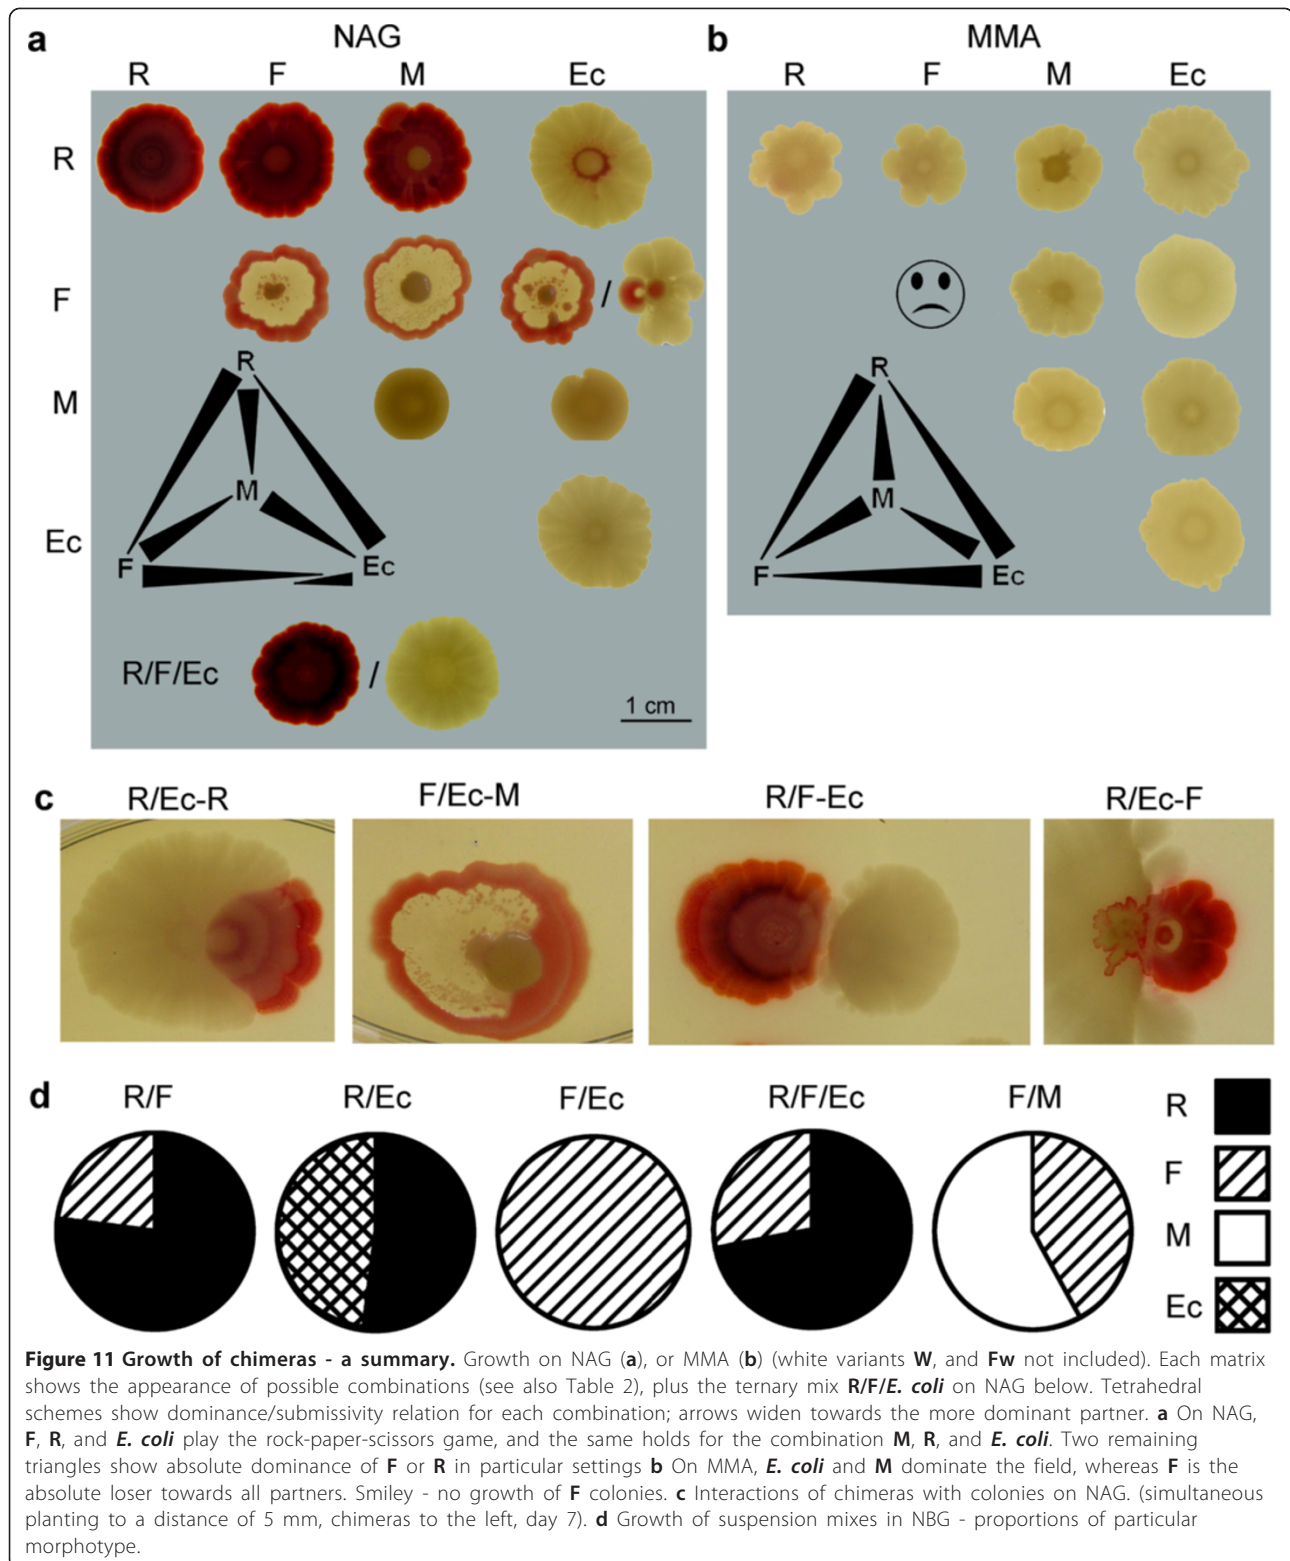 a NAG
R F M Ec
R
F /
M
Ec
R
M
F Ec
R/F/Ec /
1 cm
b MMA
R F M Ec
R
M
F Ec
c R/Ec-R F/Ec-M R/F-Ec R/Ec-F
d R/F R/Ec F/Ec R/F/Ec F/M
R
F
M
Ec
Figure 11 Growth of chimeras - a summary. Growth on NAG (a), or MMA (b) (white variants W, and Fw not included). Each matrix
shows the appearance of possible combinations (see also Table 2), plus the ternary mix R/F/E. coli on NAG below. Tetrahedral
schemes show dominance/submissivity relation for each combination; arrows widen towards the more dominant partner. a On NAG,
F, R, and E. coli play the rock-paper-scissors game, and the same holds for the combination M, R, and E. coli. Two remaining
triangles show absolute dominance of F or R in particular settings b On MMA, E. coli and M dominate the field, whereas F is the
absolute loser towards all partners. Smiley - no growth of F colonies. c Interactions of chimeras with colonies on NAG. (simultaneous
planting to a distance of 5 mm, chimeras to the left, day 7). d Growth of suspension mixes in NBG - proportions of particular
morphotype.